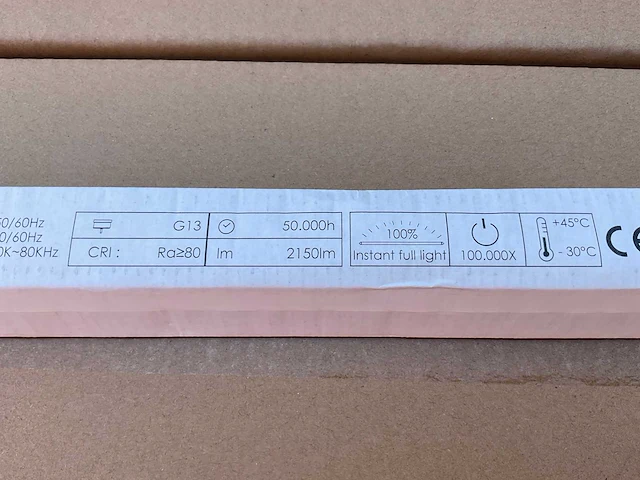 50/60Hz
0/60Hz
0K~80KHz
G13
CRI : Ra≥80
50.000h
lm 2150lm
100%
Instant full light
100.000X
+45°C
- 30°C
CE